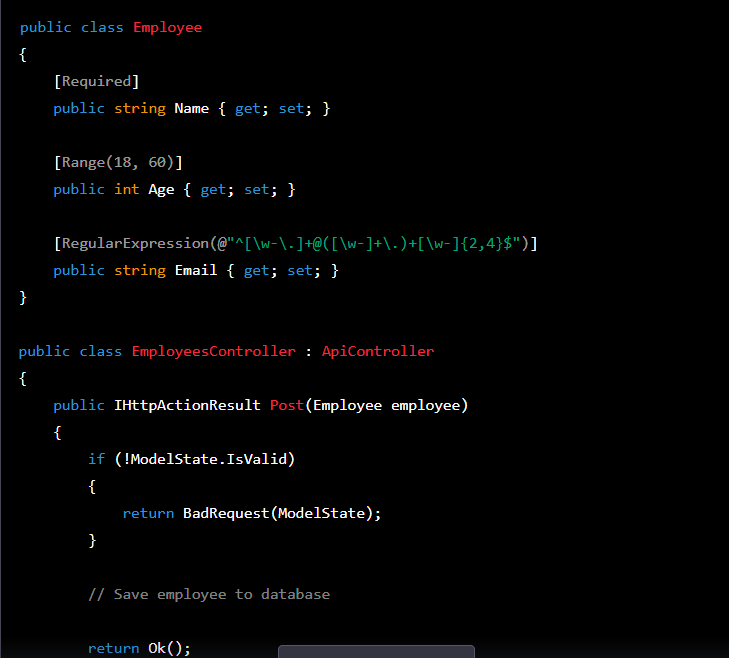 public class Employee
{
    [Required]
    public string Name { get; set; }

    [Range(18, 60)]
    public int Age { get; set; }

    [RegularExpression(@"^[\w-\.]+@([\w-]+\.)+[\w-]{2,4}$")]
    public string Email { get; set; }
}

public class EmployeesController : ApiController
{
    public IHttpActionResult Post(Employee employee)
    {
        if (!ModelState.IsValid)
        {
            return BadRequest(ModelState);
        }

        // Save employee to database

        return Ok();